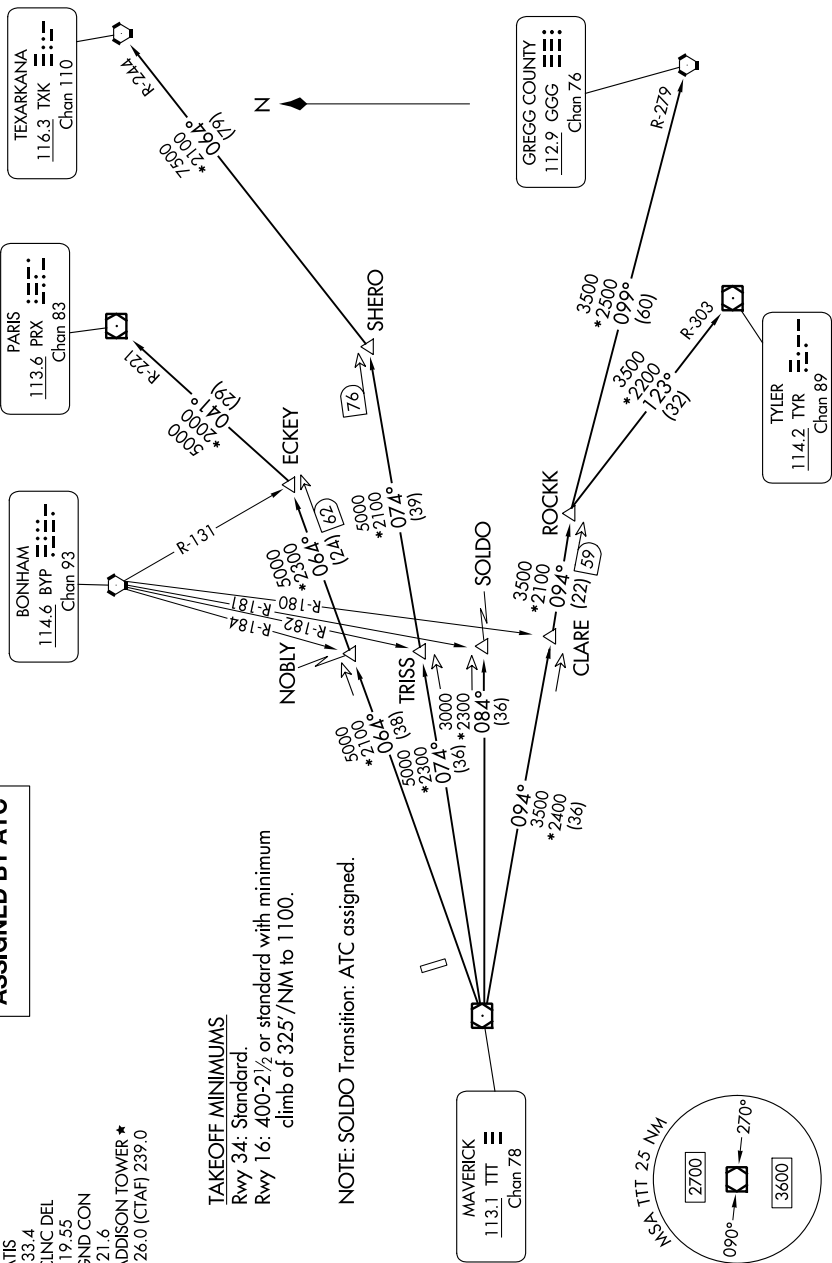 ASSIGNED BY ATC
ATIS
33.4
CLNC DEL
19.55
GND CON
21.6
ADDISON TOWER ★
26.0 (CTAF) 239.0
TAKEOFF MINIMUMS
Rwy 34: Standard.
Rwy 16: 400-2½ or standard with minimum
climb of 325'/NM to 1100.
NOTE: SOLDO Transition: ATC assigned.
TEXARKANA
116.3 TXK
Chan 110
R-244
7500
*2100
064°
(79)
N
PARIS
113.6 PRX
Chan 83
R-221
5000
*2000
041°
(29)
GREGG COUNTY
112.9 GGG
Chan 76
R-279
BONHAM
114.6 BYP
Chan 93
R-131
R-184
R-182
R-181
R-180
ECKEY
62
5000
*2300
064°
(24)
SHERO
76
5000
*2100
074°
(39)
NOBLY
5000
*2100
064°
(38)
TRISS
5000
*2300
074°
(36)
SOLDO
3000
*2300
084°
(36)
CLARE
094°
3500
*2400
(36)
ROCKK
59
3500
*2100
094°
(22)
3500
*2500
099°
(60)
3500
*2200
123°
(32)
R-303
TYLER
114.2 TYR
Chan 89
MAVERICK
113.1 TTT
Chan 78
MSA TTT 25 NM
2700
090°
270°
3600